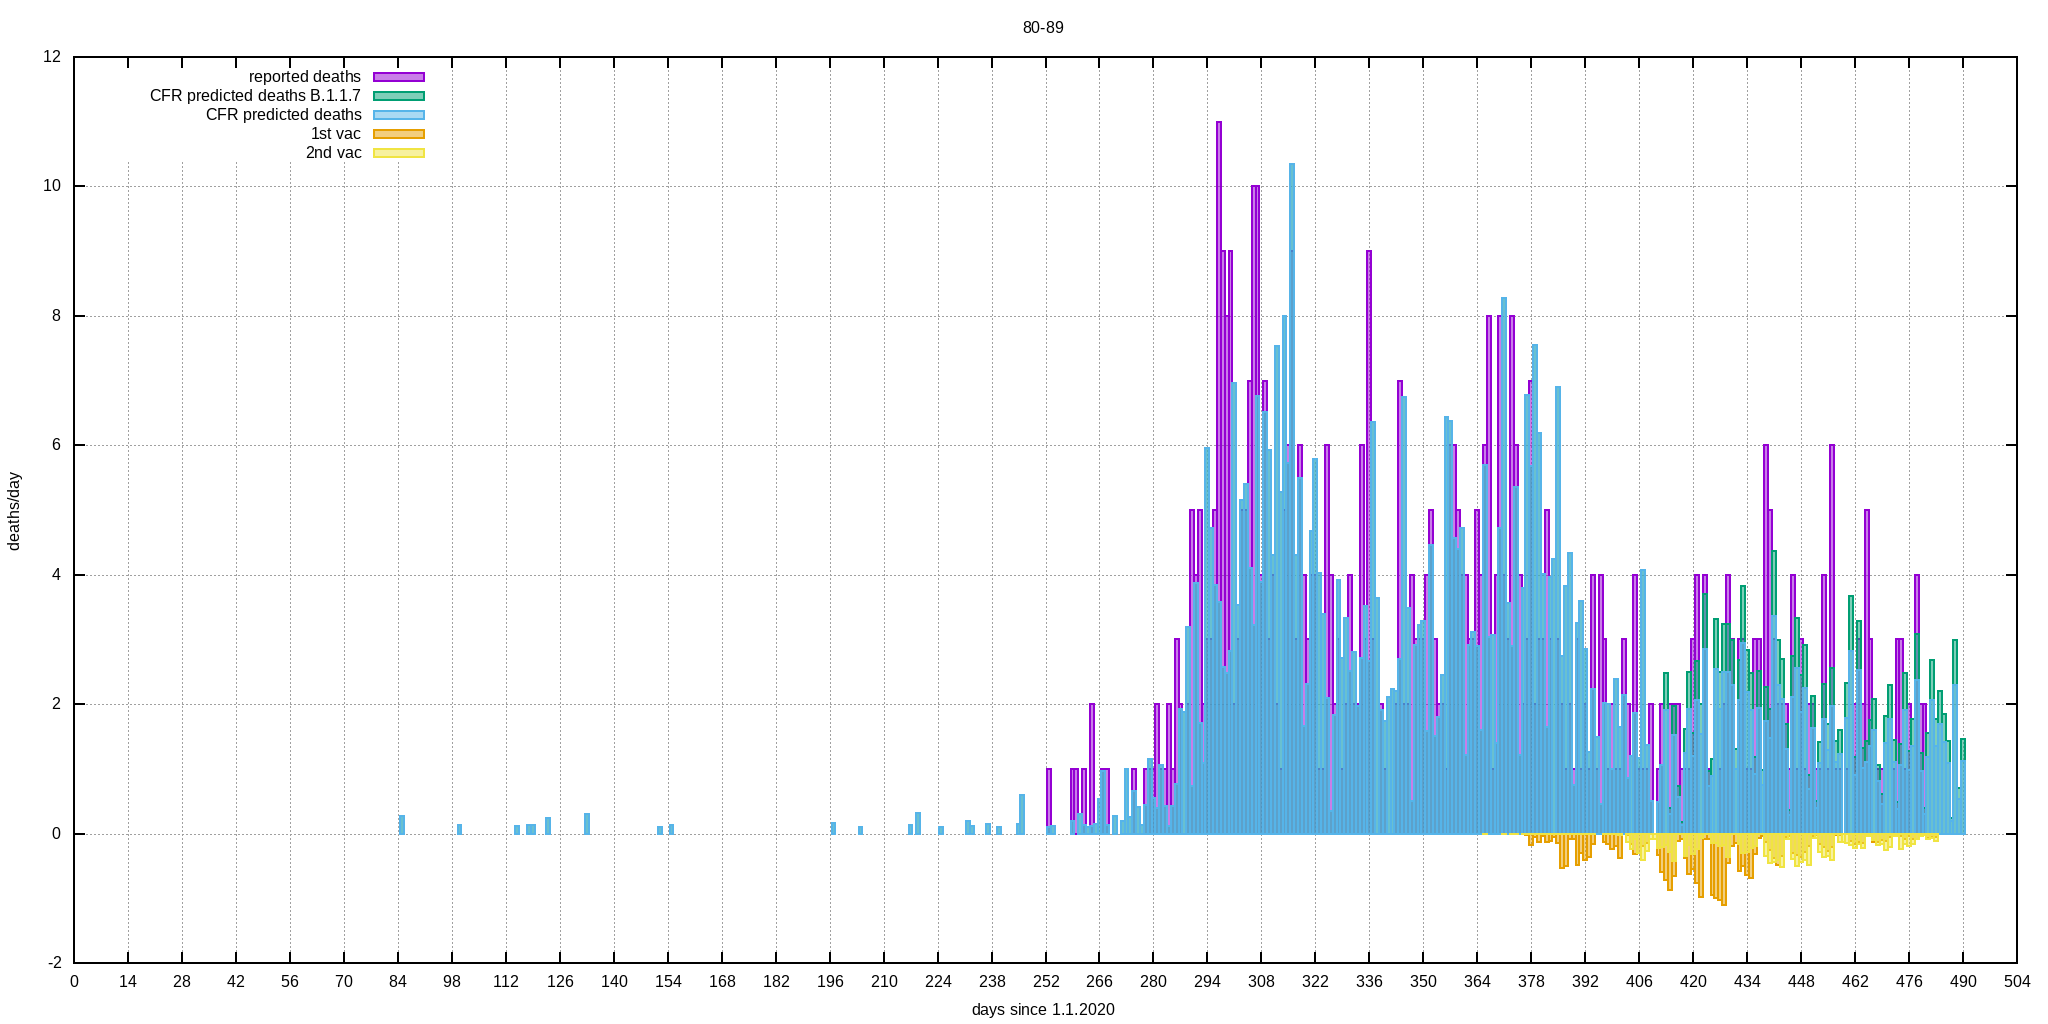 80-89
reported deaths
CFR predicted deaths B.1.1.7
CFR predicted deaths
1st vac
2nd vac
deaths/day
12
10
8
6
4
2
0
-2
0 14 28 42 56 70 84 98 112 126 140 154 168 182 196 210 224 238 252 266 280 294 308 322 336 350 364 378 392 406 420 434 448 462 476 490 504
days since 1.1.2020